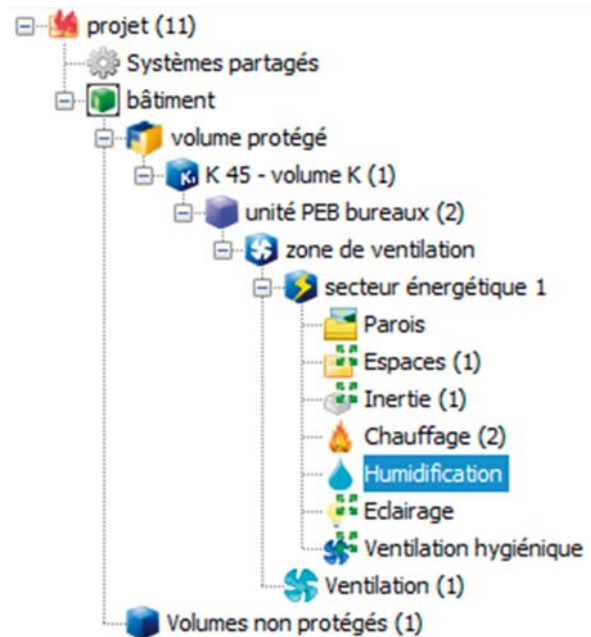 projet (11)
Systèmes partagés
bâtiment
volume protégé
K 45 - volume K (1)
unité PEB bureaux (2)
zone de ventilation
secteur énergétique 1
Parois
Espaces (1)
Inertie (1)
Chauffage (2)
Humidification
Eclairage
Ventilation hygiénique
Ventilation (1)
Volumes non protégés (1)